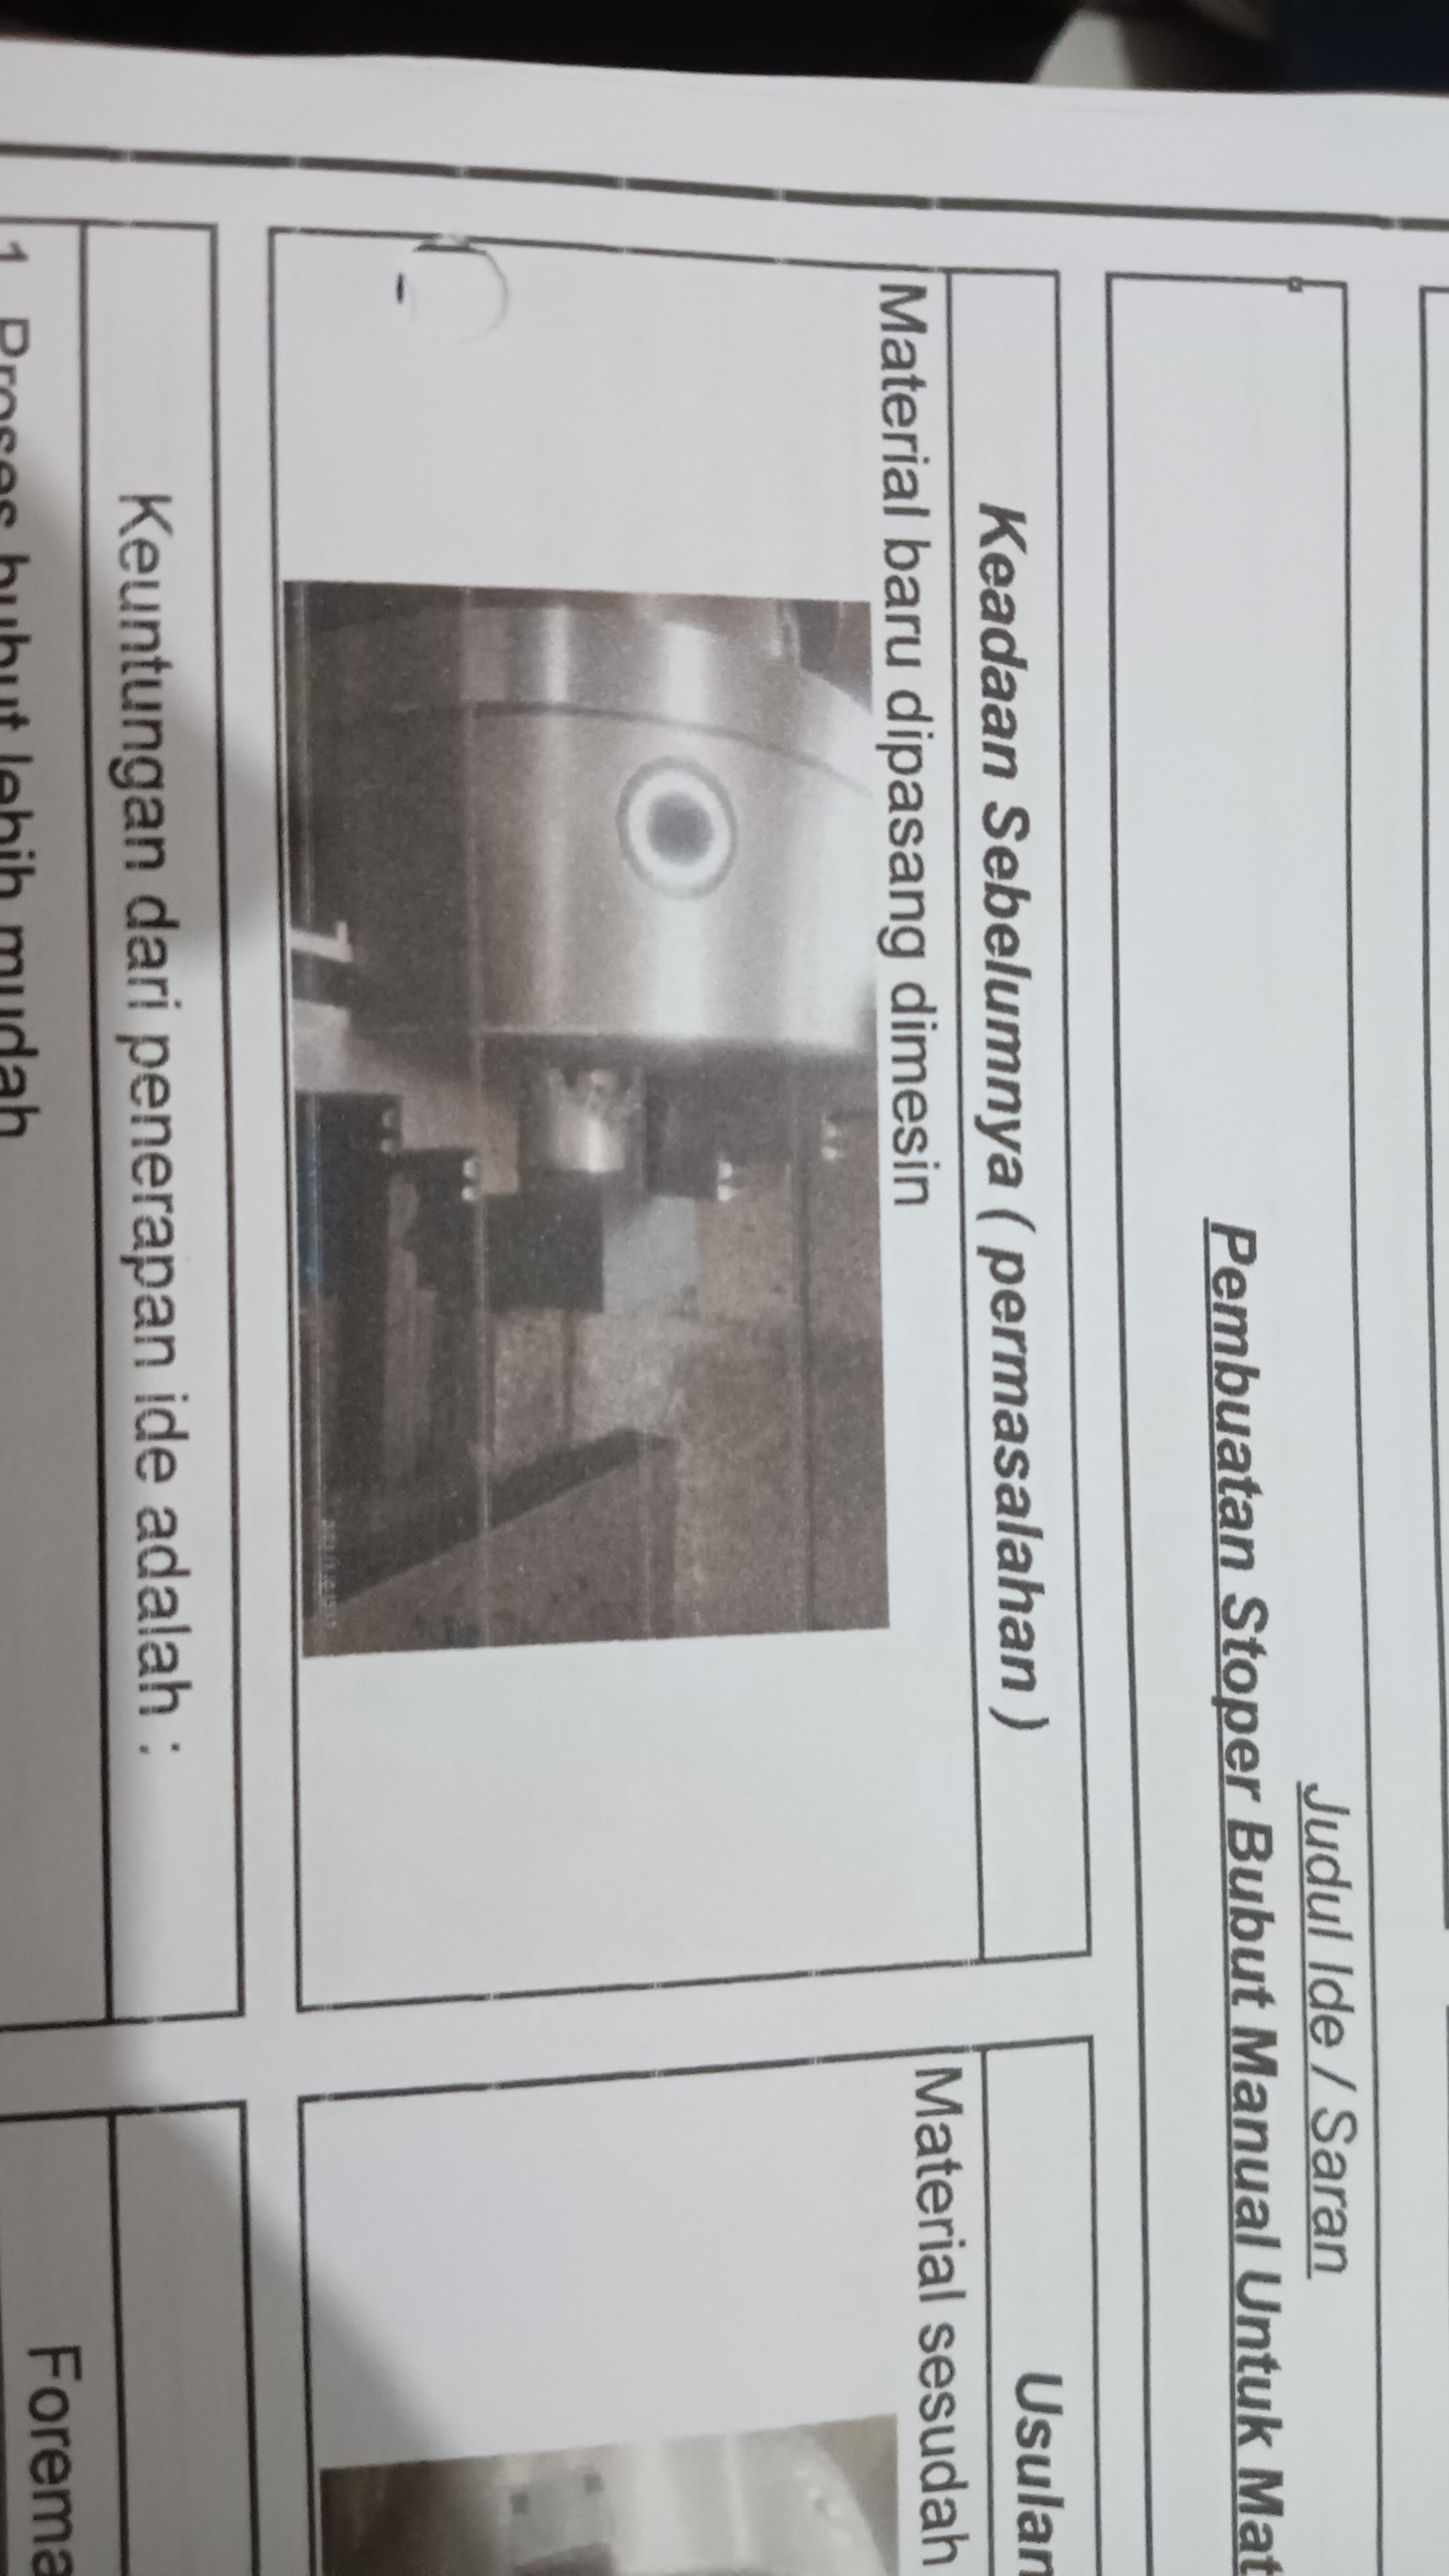 Judul Ide / Saran
Pembuatan Stoper Bubut Manual Untuk Mat
Keadaan Sebelumnya ( permasalahan )
Material baru dipasang dimesin
Usulan
Material sesudah
Keuntungan dari penerapan ide adalah :
1. Proses bubut lebih mudah
Forema